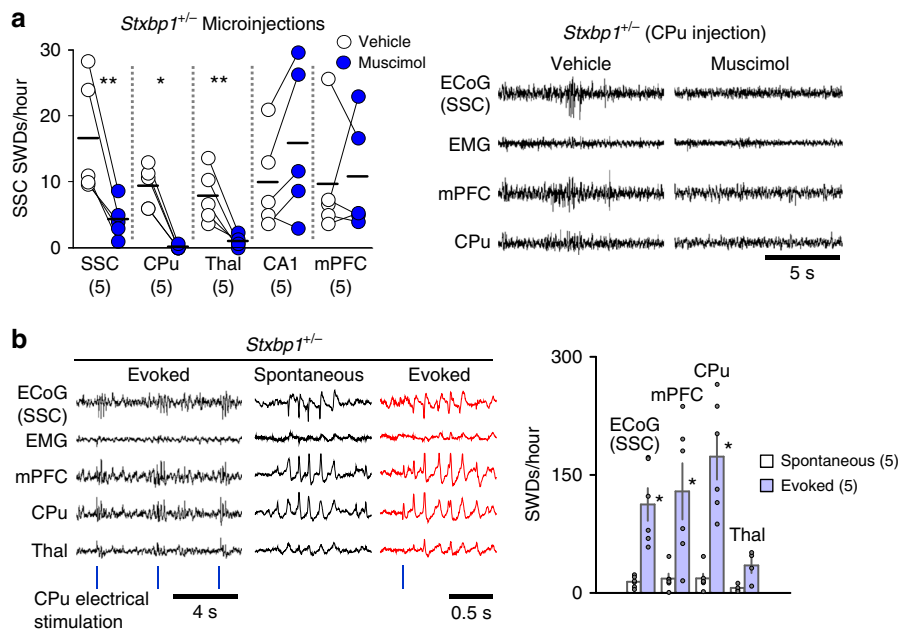 a
Stxbp1+/– Microinjections
Vehicle
Muscimol
SSC SWDs/hour
30
20
10
0
** * **
SSC CPu Thal CA1 mPFC
(5) (5) (5) (5) (5)
Stxbp1+/– (CPu injection)
Vehicle Muscimol
ECoG
(SSC)
EMG
mPFC
CPu
5 s
b
Stxbp1+/–
Evoked Spontaneous Evoked
ECoG
(SSC)
EMG
mPFC
CPu
Thal
CPu electrical
stimulation
4 s 0.5 s
SWDs/hour
300
150
0
ECoG
(SSC)
mPFC
CPu
Thal
* * *
Spontaneous (5)
Evoked (5)